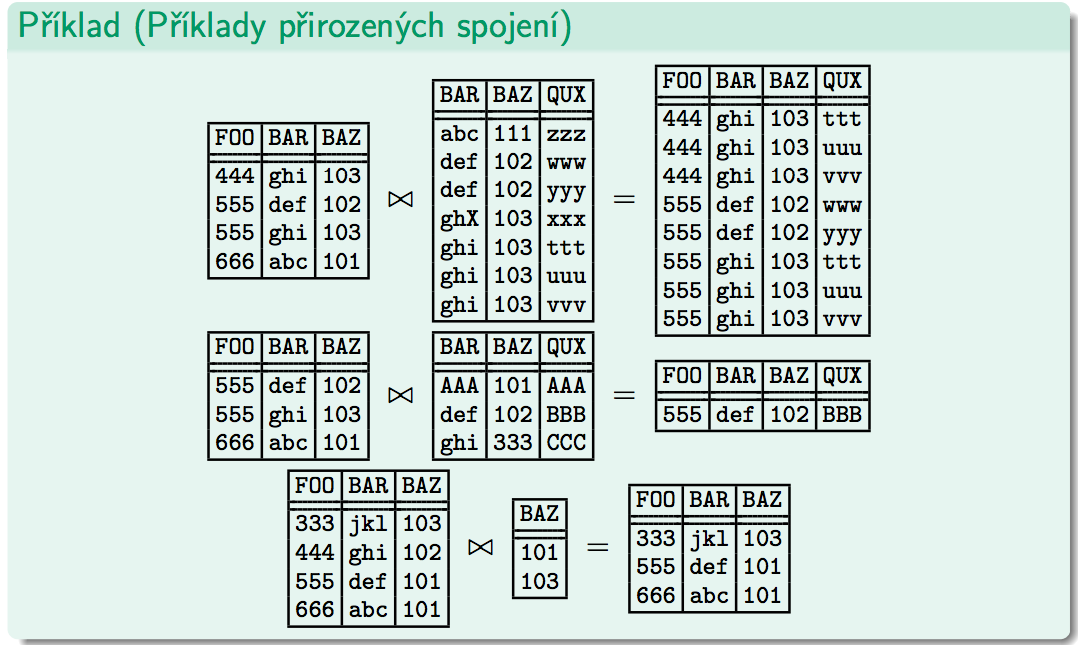 Příklad (Příklady přirozených spojení)
FOO BAR BAZ
444 ghi 103
555 def 102
555 ghi 103
666 abc 101
⋈
BAR BAZ QUX
abc 111 zzz
def 102 www
def 102 yyy
ghX 103 xxx
ghi 103 ttt
ghi 103 uuu
ghi 103 vvv
=
FOO BAR BAZ QUX
444 ghi 103 ttt
444 ghi 103 uuu
444 ghi 103 vvv
555 def 102 www
555 def 102 yyy
555 ghi 103 ttt
555 ghi 103 uuu
555 ghi 103 vvv
FOO BAR BAZ
555 def 102
555 ghi 103
666 abc 101
⋈
BAR BAZ QUX
AAA 101 AAA
def 102 BBB
ghi 333 CCC
=
FOO BAR BAZ QUX
555 def 102 BBB
FOO BAR BAZ
333 jkl 103
444 ghi 102
555 def 101
666 abc 101
⋈
BAZ
101
103
=
FOO BAR BAZ
333 jkl 103
555 def 101
666 abc 101